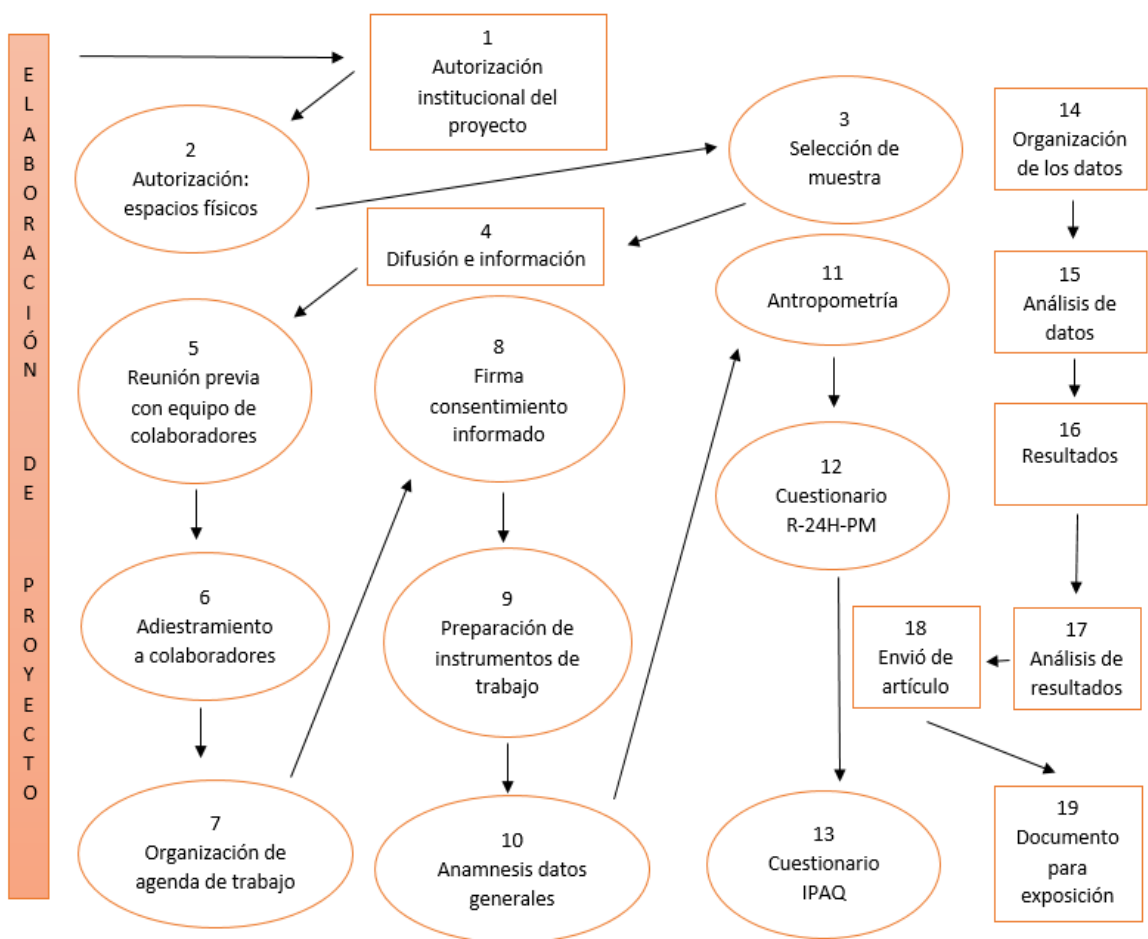 ELABORACIÓN DE PROYECTO
1
Autorización
institucional del
proyecto
2
Autorización:
espacios físicos
3
Selección de
muestra
4
Difusión e información
5
Reunión previa
con equipo de
colaboradores
6
Adiestramiento
a colaboradores
7
Organización de
agenda de trabajo
8
Firma
consentimiento
informado
9
Preparación de
instrumentos de
trabajo
10
Anamnesis datos
generales
11
Antropometría
12
Cuestionario
R-24H-PM
13
Cuestionario
IPAQ
14
Organización
de los datos
15
Análisis de
datos
16
Resultados
17
Análisis de
resultados
18
Envió de
artículo
19
Documento
para
exposición